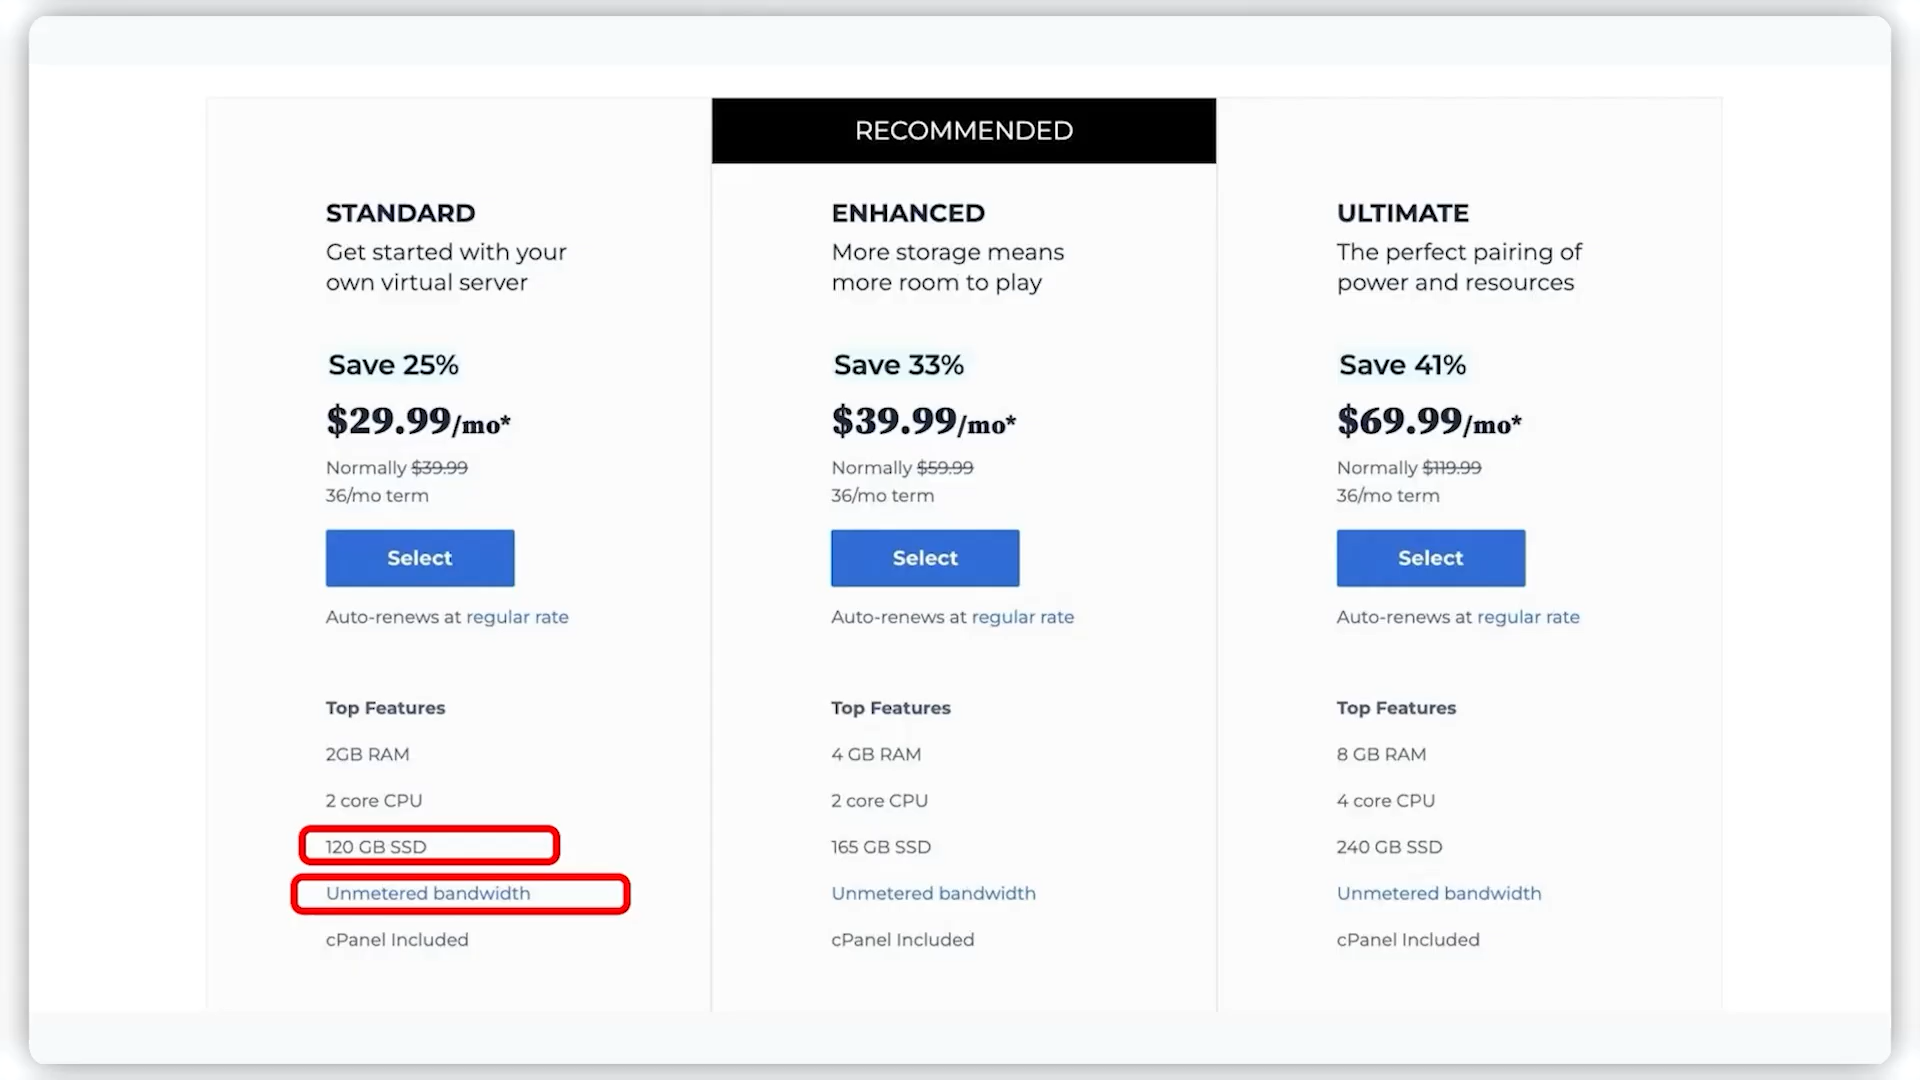 RECOMMENDED
STANDARD
Get started with your
own virtual server
Save 25%
$29.99/mo*
Normally $39.99
36/mo term
Select
Auto-renews at regular rate
Top Features
2GB RAM
2 core CPU
120 GB SSD
Unmetered bandwidth
cPanel Included
ENHANCED
More storage means
more room to play
Save 33%
$39.99/mo*
Normally $59.99
36/mo term
Select
Auto-renews at regular rate
Top Features
4 GB RAM
2 core CPU
165 GB SSD
Unmetered bandwidth
cPanel Included
ULTIMATE
The perfect pairing of
power and resources
Save 41%
$69.99/mo*
Normally $119.99
36/mo term
Select
Auto-renews at regular rate
Top Features
8 GB RAM
4 core CPU
240 GB SSD
Unmetered bandwidth
cPanel Included